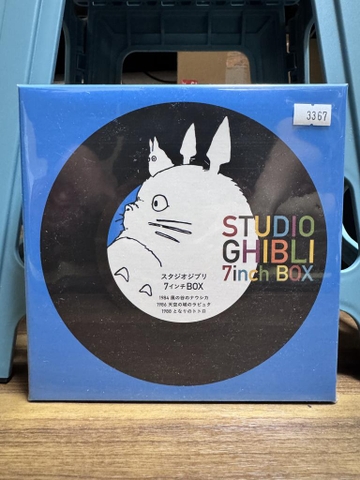 3367
STUDIO
GHIBLI
7inch BOX
スタジオジブリ
7インチBOX
1984 風の谷のナウシカ
1986 天空の城のラピュタ
1988 となりのトトロ